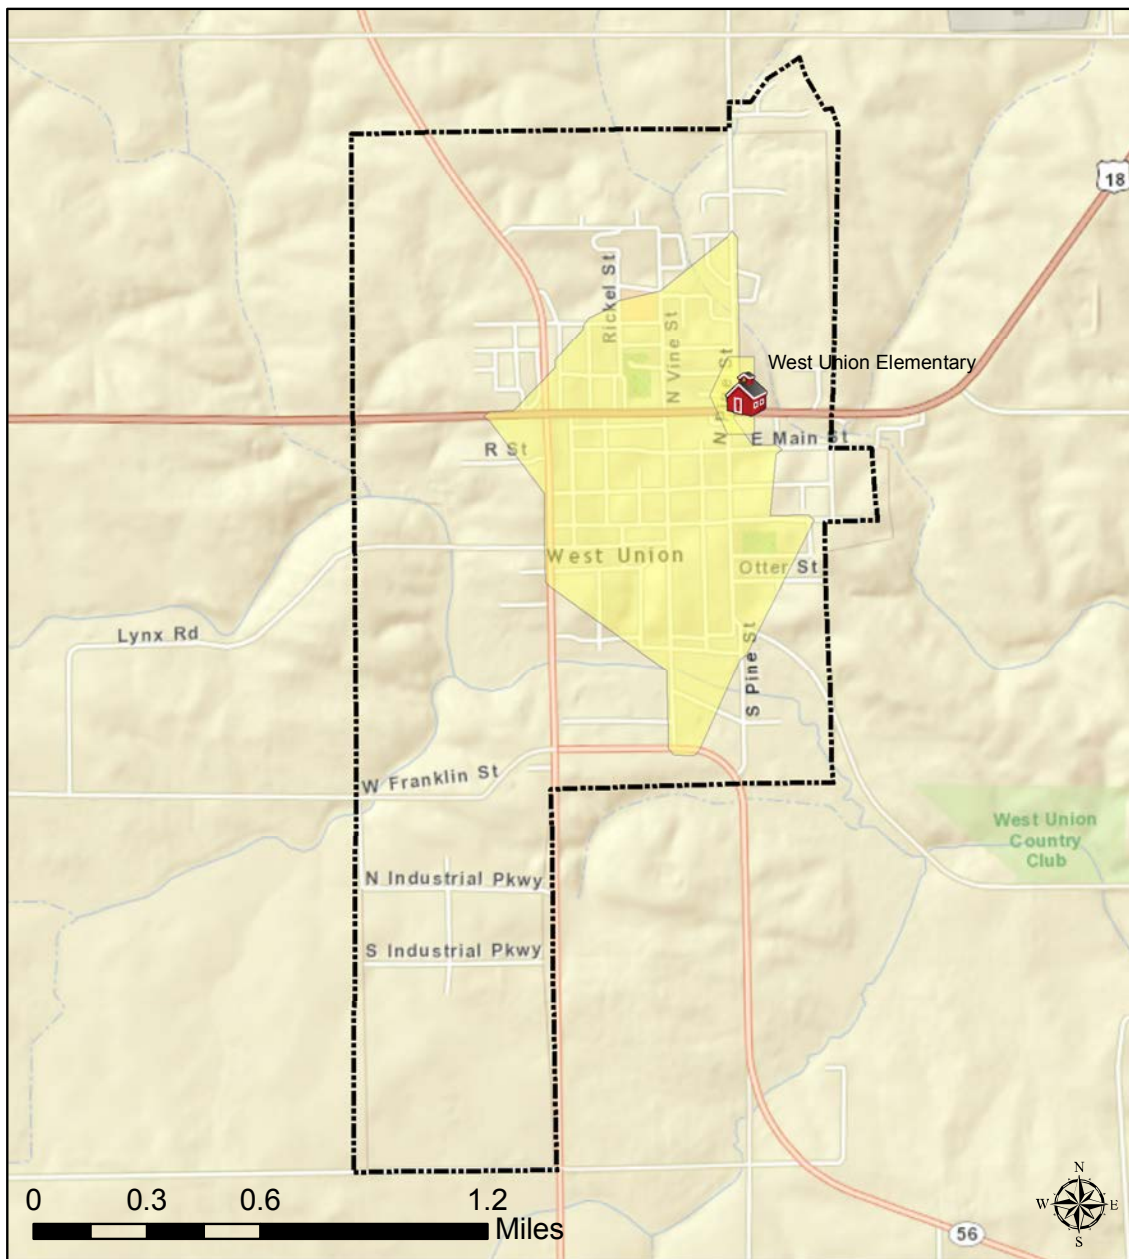 18
Rickel St
N Vine St
West Union Elementary
E Main St
R St
West Union
Otter St
Lynx Rd
S Pine St
W Franklin St
West Union
Country
Club
N Industrial Pkwy
S Industrial Pkwy
0 0.3 0.6 1.2
Miles
N
W E
S
56